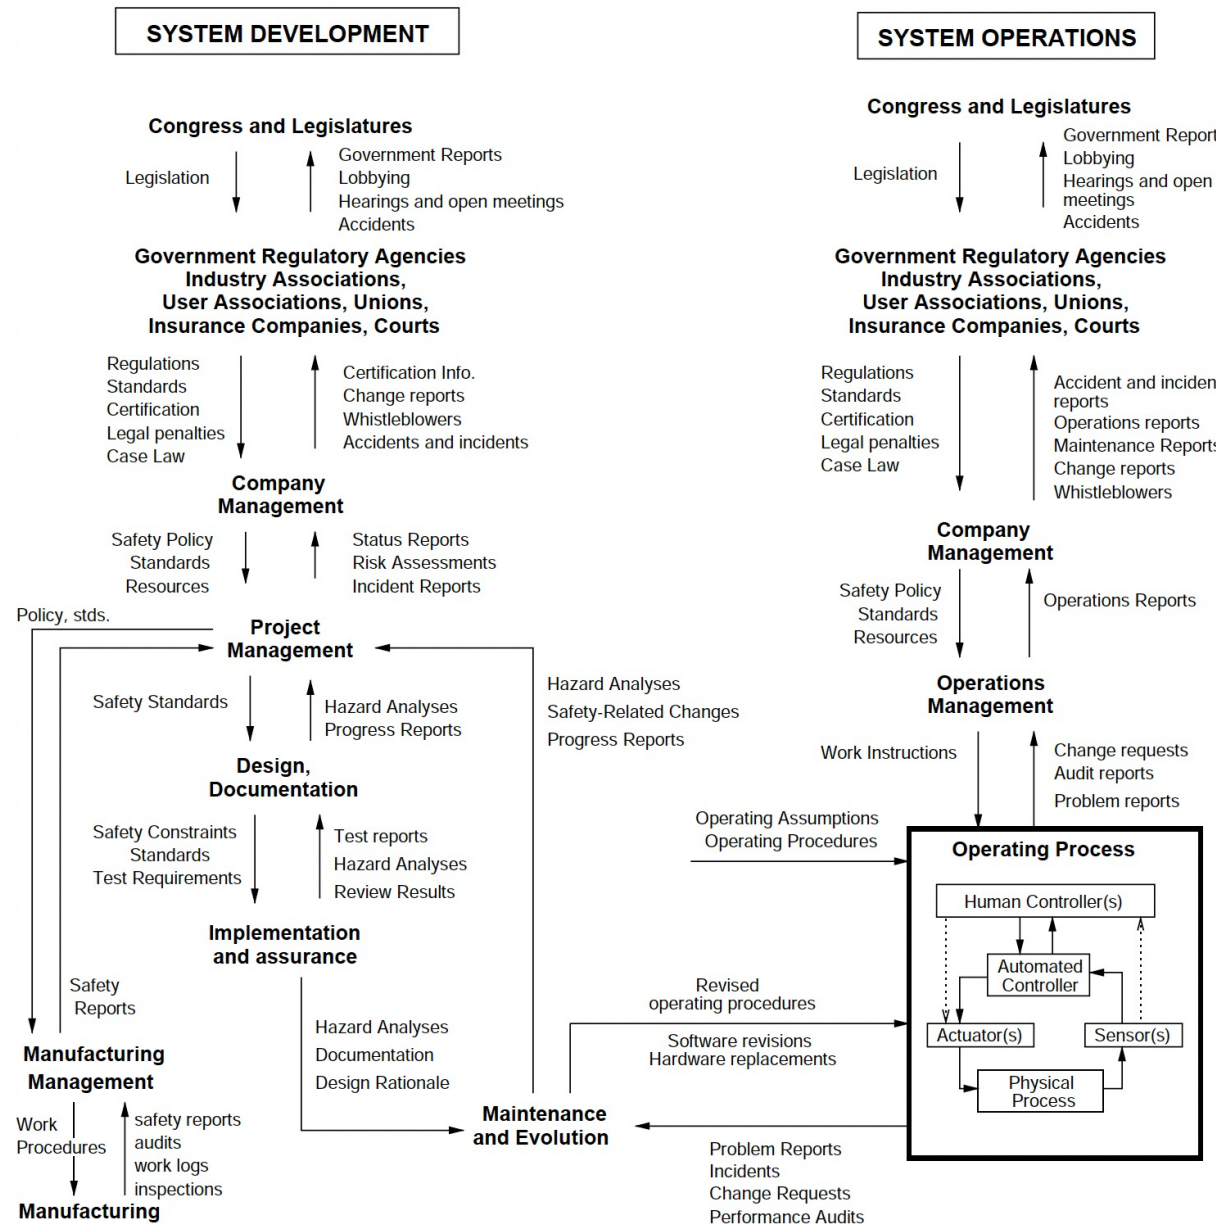 SYSTEM DEVELOPMENT
Congress and Legislatures
Legislation
Government Reports
Lobbying
Hearings and open meetings
Accidents
Government Regulatory Agencies
Industry Associations,
User Associations, Unions,
Insurance Companies, Courts
Regulations
Standards
Certification
Legal penalties
Case Law
Certification Info.
Change reports
Whistleblowers
Accidents and incidents
Company
Management
Safety Policy
Standards
Resources
Status Reports
Risk Assessments
Incident Reports
Policy, stds.
Project
Management
Safety Standards
Hazard Analyses
Progress Reports
Hazard Analyses
Safety-Related Changes
Progress Reports
Design,
Documentation
Safety Constraints
Standards
Test Requirements
Test reports
Hazard Analyses
Review Results
Implementation
and assurance
Safety
Reports
Hazard Analyses
Documentation
Design Rationale
Manufacturing
Management
Work
Procedures
safety reports
audits
work logs
inspections
Manufacturing
Maintenance
and Evolution
SYSTEM OPERATIONS
Congress and Legislatures
Legislation
Government Report
Lobbying
Hearings and open
meetings
Accidents
Government Regulatory Agencies
Industry Associations,
User Associations, Unions,
Insurance Companies, Courts
Regulations
Standards
Certification
Legal penalties
Case Law
Accident and inciden
reports
Operations reports
Maintenance Reports
Change reports
Whistleblowers
Company
Management
Safety Policy
Standards
Resources
Operations Reports
Operations
Management
Work Instructions
Change requests
Audit reports
Problem reports
Operating Assumptions
Operating Procedures
Operating Process
Human Controller(s)
Automated
Controller
Actuator(s)
Sensor(s)
Physical
Process
Revised
operating procedures
Software revisions
Hardware replacements
Problem Reports
Incidents
Change Requests
Performance Audits